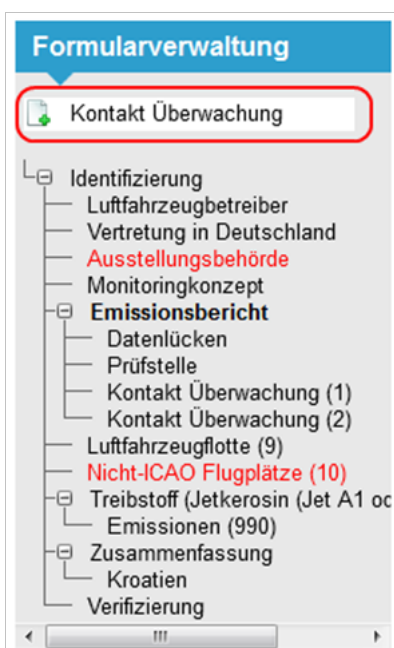 Formularverwaltung
Kontakt Überwachung
Identifizierung
Luftfahrzeugbetreiber
Vertretung in Deutschland
Ausstellungsbehörde
Monitoringkonzept
Emissionsbericht
Datenlücken
Prüfstelle
Kontakt Überwachung (1)
Kontakt Überwachung (2)
Luftfahrzeugflotte (9)
Nicht-ICAO Flugplätze (10)
Treibstoff (Jetkerosin (Jet A1 od
Emissionen (990)
Zusammenfassung
Kroatien
Verifizierung